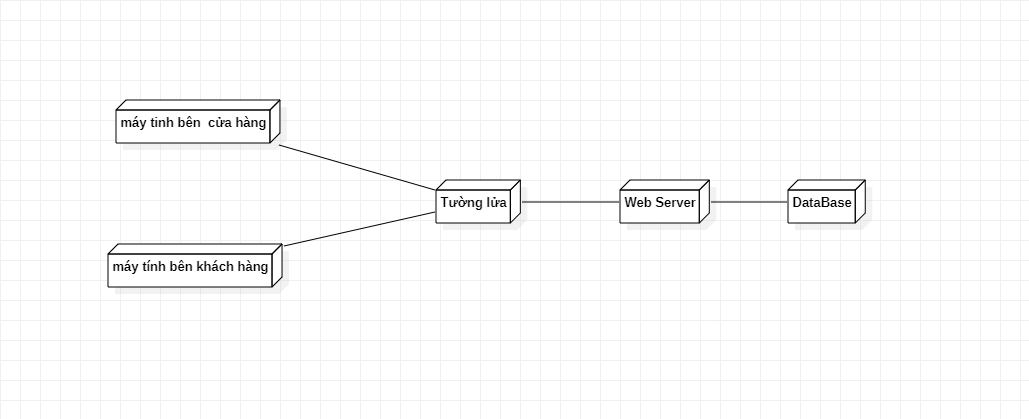 máy tinh bên  cửa hàng
Tường lửa
Web Server
DataBase
máy tính bên khách hàng